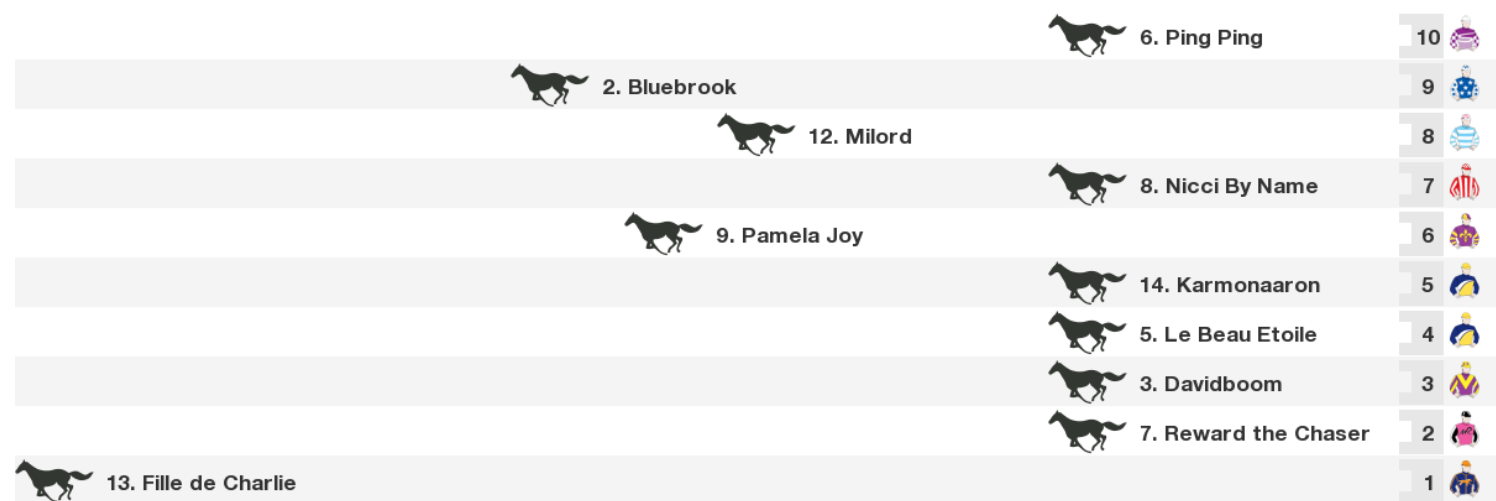 6. Ping Ping 10
2. Bluebrook 9
12. Milord 8
8. Nicci By Name 7
9. Pamela Joy 6
14. Karmonaaron 5
5. Le Beau Etoile 4
3. Davidboom 3
7. Reward the Chaser 2
13. Fille de Charlie 1